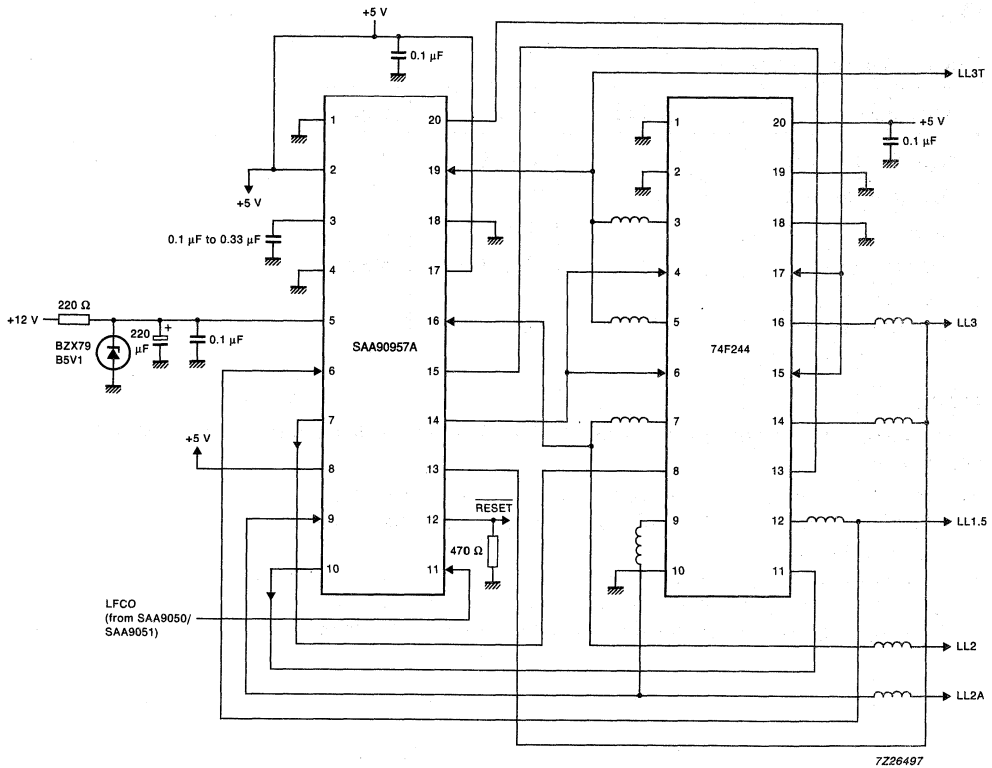 +5 V
0.1 µF
LL3T
1
20
1
20
+5 V
0.1 µF
2
19
2
19
+5 V
3
18
3
18
0.1 µF to 0.33 µF
4
17
4
17
220 Ω
+12 V
5
16
5
16
LL3
BZX79
B5V1
220
µF
+
0.1 µF
SAA90957A
74F244
6
15
6
15
7
14
7
14
+5 V
8
13
8
13
RESET
9
12
9
12
LL1.5
470 Ω
10
11
10
11
LFCO
(from SAA9050/
SAA9051)
LL2
LL2A
7Z26497